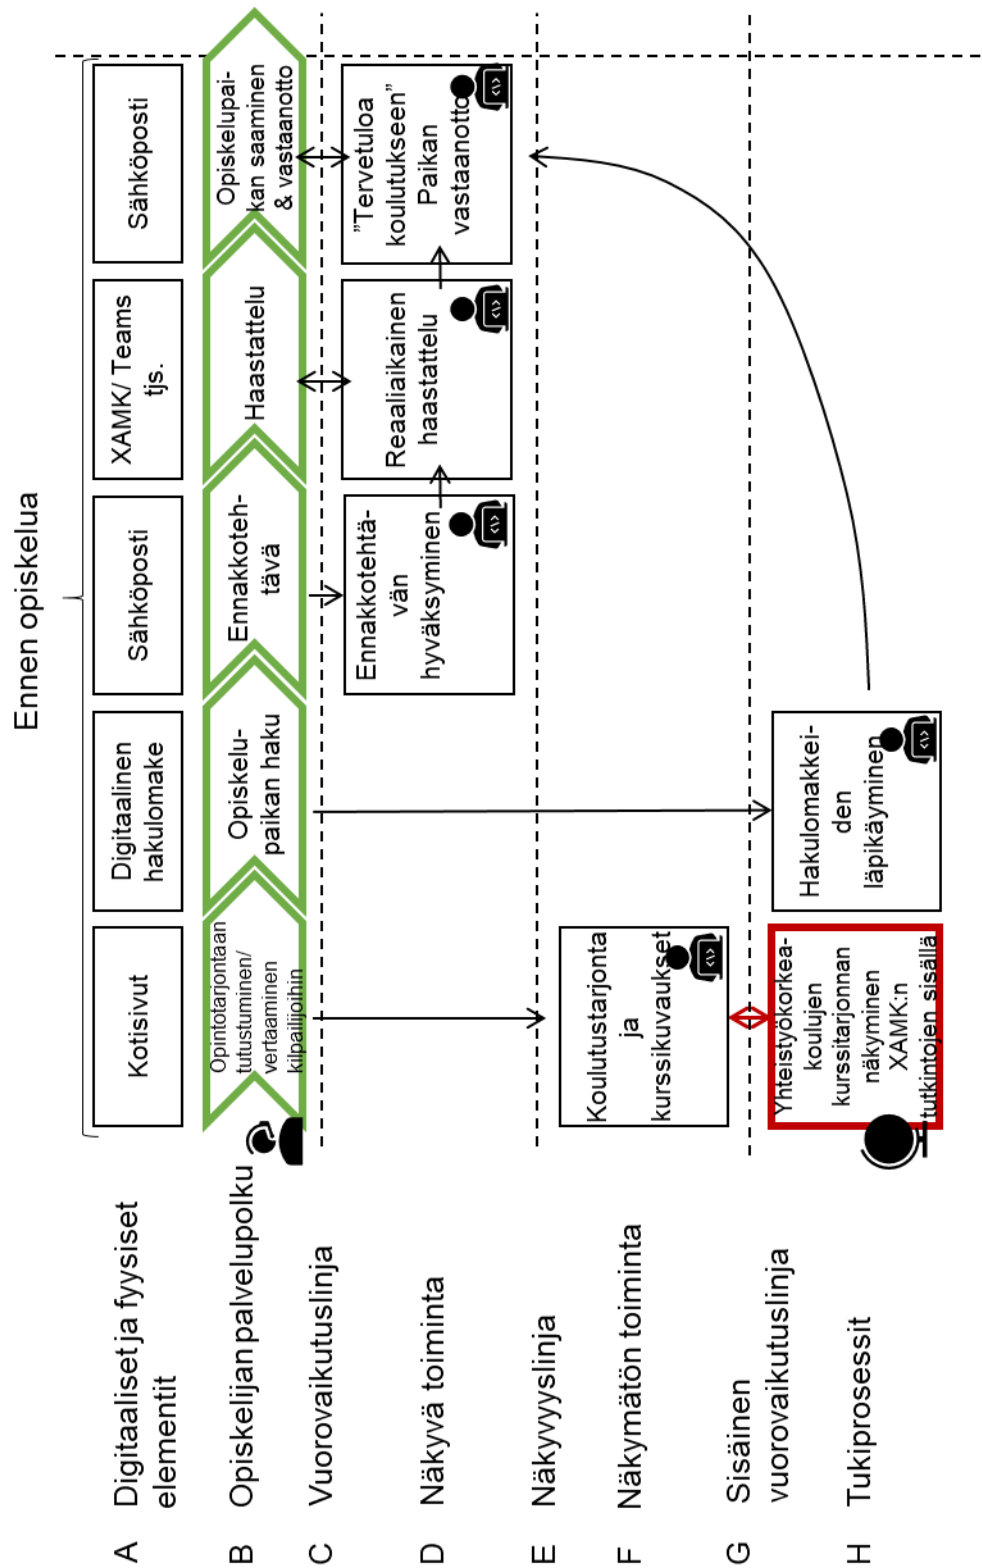 Ennen opiskelua
A
Digitaaliset ja fyysiset
elementit
Kotisivut
Digitaalinen
hakulomake
Sähköposti
XAMK/ Teams
tjs.
Sähköposti
B
Opiskelijan palvelupolku
Opintotarjontaan
tutustuminen/
vertaaminen
kilpailijoihin
Opiskelu-
paikan haku
Ennakkoteh-
tävä
Haastattelu
Opiskelupai-
kan saaminen
& vastaanotto
C
Vuorovaikutuslinja
D
Näkyvä toiminta
Ennakkotehtä-
vän
hyväksyminen
Reaaliaikainen
haastattelu
”Tervetuloa
koulutukseen”
Paikan
vastaanotto
E
Näkyvyyslinja
F
Näkymätön toiminta
Koulutustarjonta
ja
kurssikuvaukset
G
Sisäinen
vuorovaikutuslinja
H
Tukiprosessit
Yhteistyökorkea-
koulujen
kurssitarjonnan
näkyminen
XAMK:n
tutkintojen sisällä
Hakulomakkei-
den
läpikäyminen